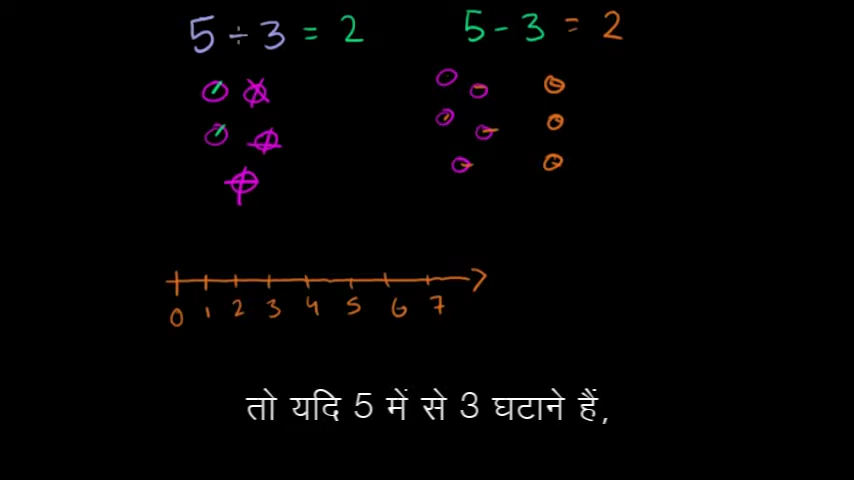 5 ÷ 3 = 2
5 - 3 = 2
0 1 2 3 4 5 6 7
तो यदि 5 में से 3 घटाने हैं,